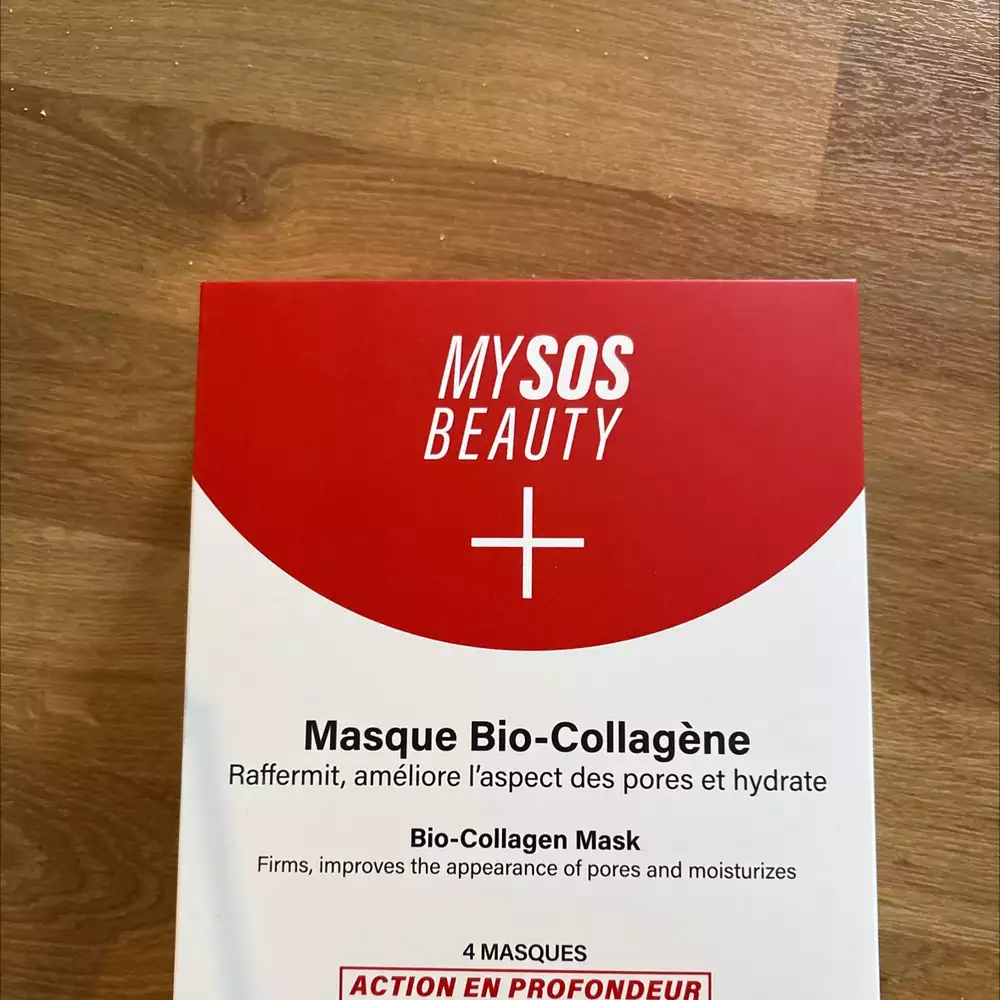 MYSOS
BEAUTY
Masque Bio-Collagène
Raffermit, améliore l'aspect des pores et hydrate
Bio-Collagen Mask
Firms, improves the appearance of pores and moisturizes
4 MASQUES
ACTION EN PROFONDEUR